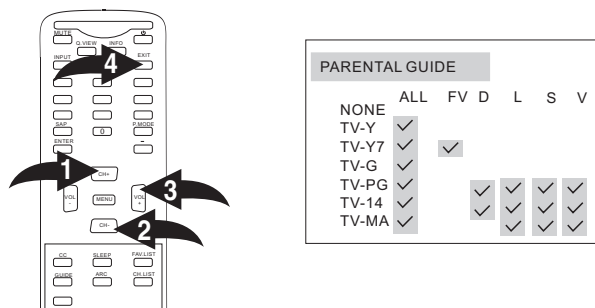 MUTE
Q.VIEW INFO
INPUT EXIT
4
SAP 0 P.MODE
ENTER -
1
CH+
3
VOL MENU VOL
+
CH-
2
CC SLEEP FAV.LIST
GUIDE ARC CH.LIST
PARENTAL GUIDE
ALL FV D L S V
NONE
TV-Y
TV-Y7
TV-G
TV-PG
TV-14
TV-MA